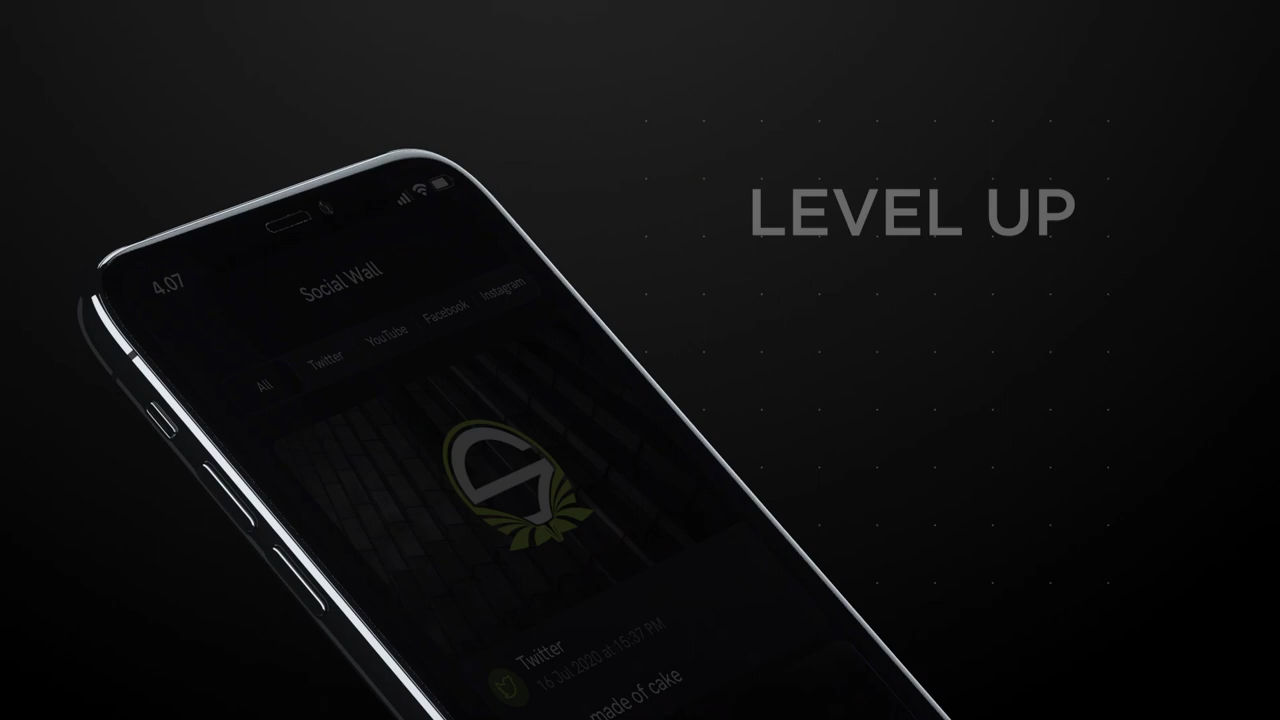 LEVEL UP
4.07
Social Wall
All Twitter YouTube Facebook Instagram
Twitter
16 Jul 2020 at 15:37 PM
made of cake